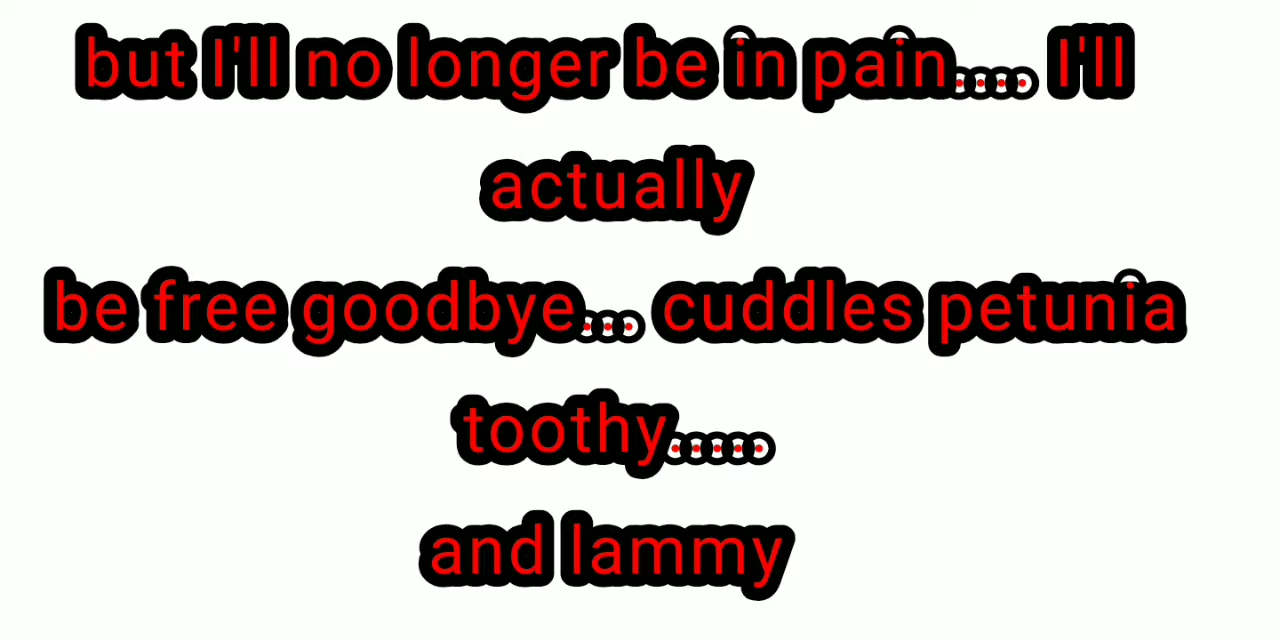 but I'll no longer be in pain.... I'll
actually
be free goodbye... cuddles petunia
toothy.....
and lammy